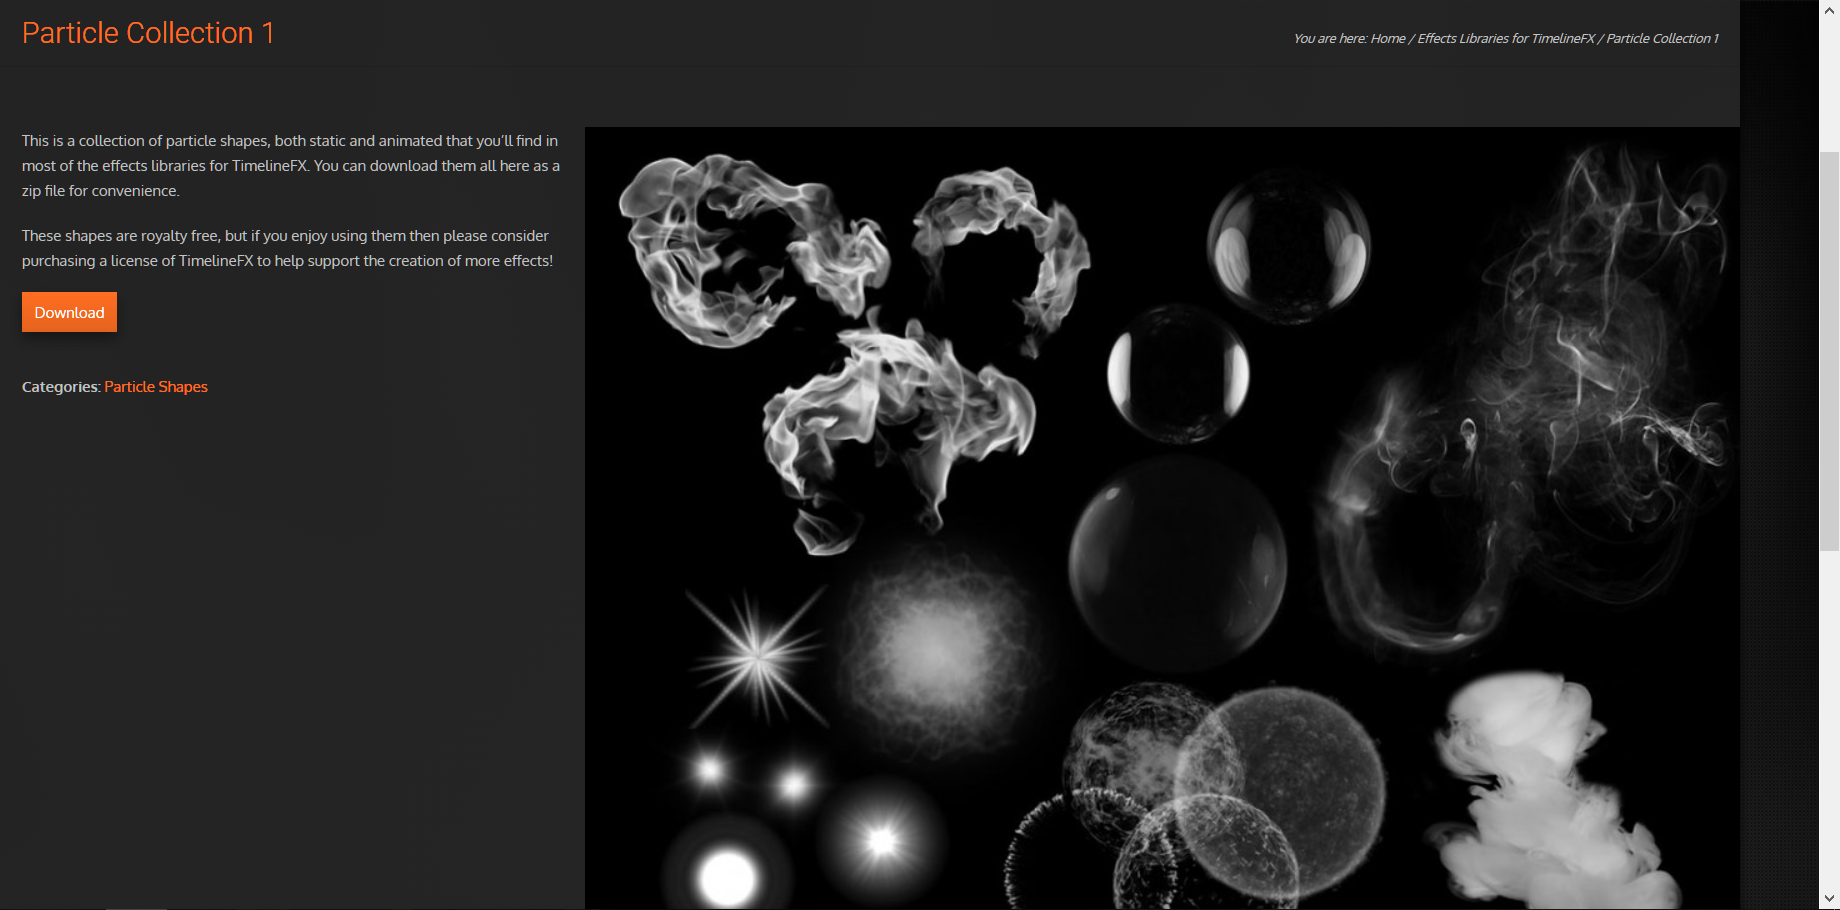 Particle Collection 1
You are here: Home / Effects Libraries for TimelineFX / Particle Collection 1
This is a collection of particle shapes, both static and animated that you’ll find in
most of the effects libraries for TimelineFX. You can download them all here as a
zip file for convenience.
These shapes are royalty free, but if you enjoy using them then please consider
purchasing a license of TimelineFX to help support the creation of more effects!
Download
Categories: Particle Shapes